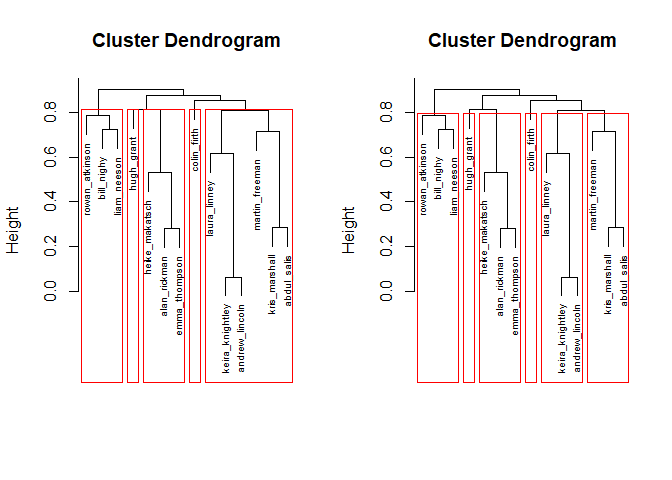 Cluster Dendrogram
Height
0.0 0.2 0.4 0.6 0.8
rowan_atkinson
bill_nighy
liam_neeson
hugh_grant
heike_makatsch
alan_rickman
emma_thompson
colin_firth
laura_linney
keira_knightley
andrew_lincoln
martin_freeman
kris_marshall
abdul_salis
Cluster Dendrogram
Height
0.0 0.2 0.4 0.6 0.8
rowan_atkinson
bill_nighy
liam_neeson
hugh_grant
heike_makatsch
alan_rickman
emma_thompson
colin_firth
laura_linney
keira_knightley
andrew_lincoln
martin_freeman
kris_marshall
abdul_salis